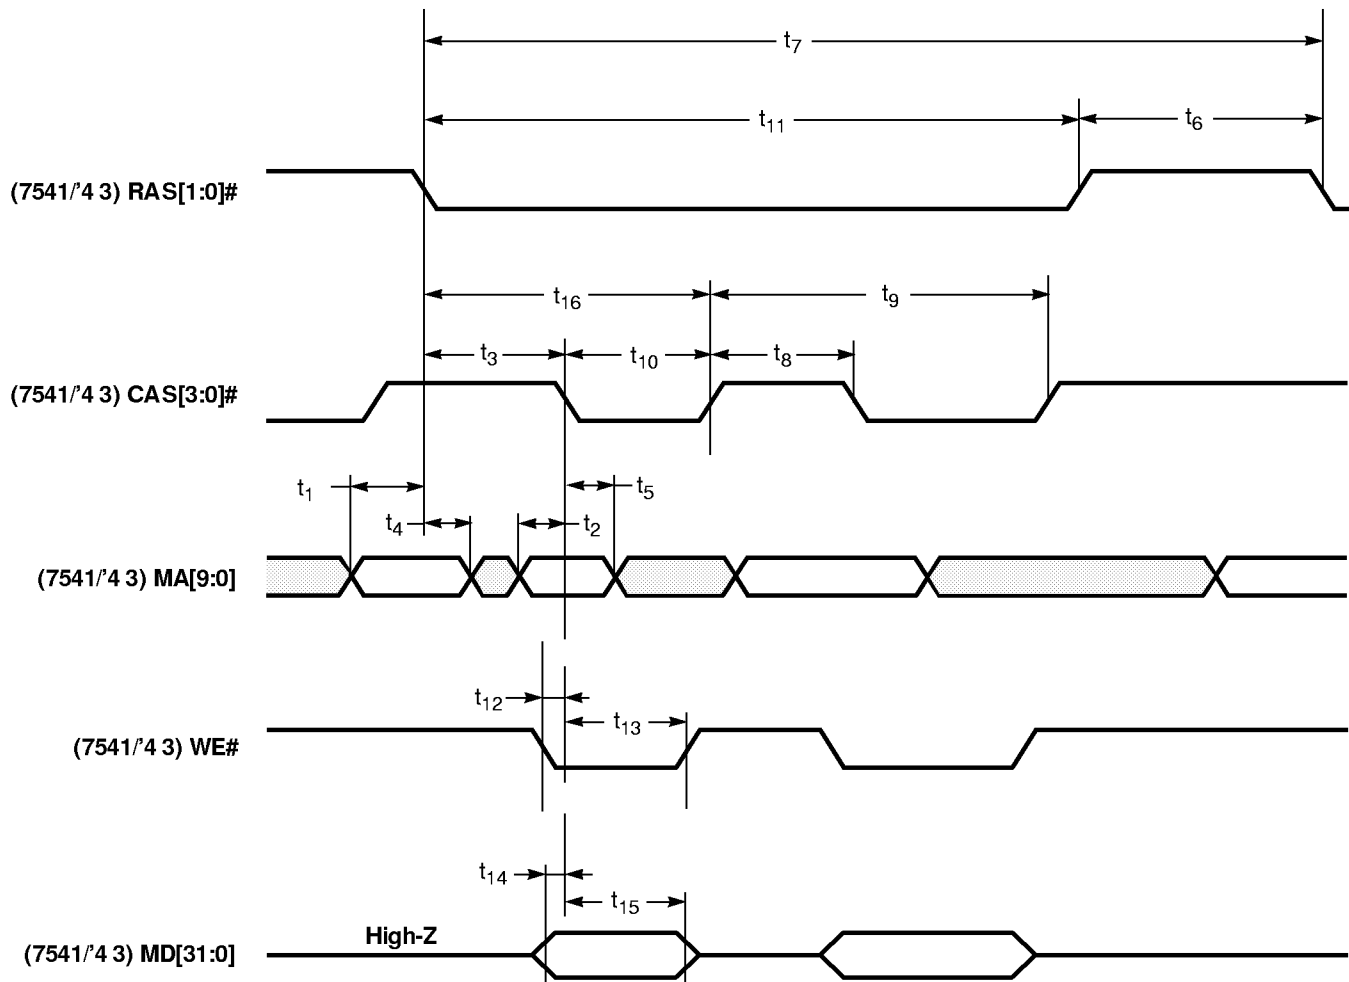 t7
t11
t6
(7541/'4 3) RAS[1:0]#
t16
t9
t3
t10
t8
(7541/'4 3) CAS[3:0]#
t1
t5
t4
t2
(7541/'4 3) MA[9:0]
t12
t13
(7541/'4 3) WE#
t14
t15
High-Z
(7541/'4 3) MD[31:0]